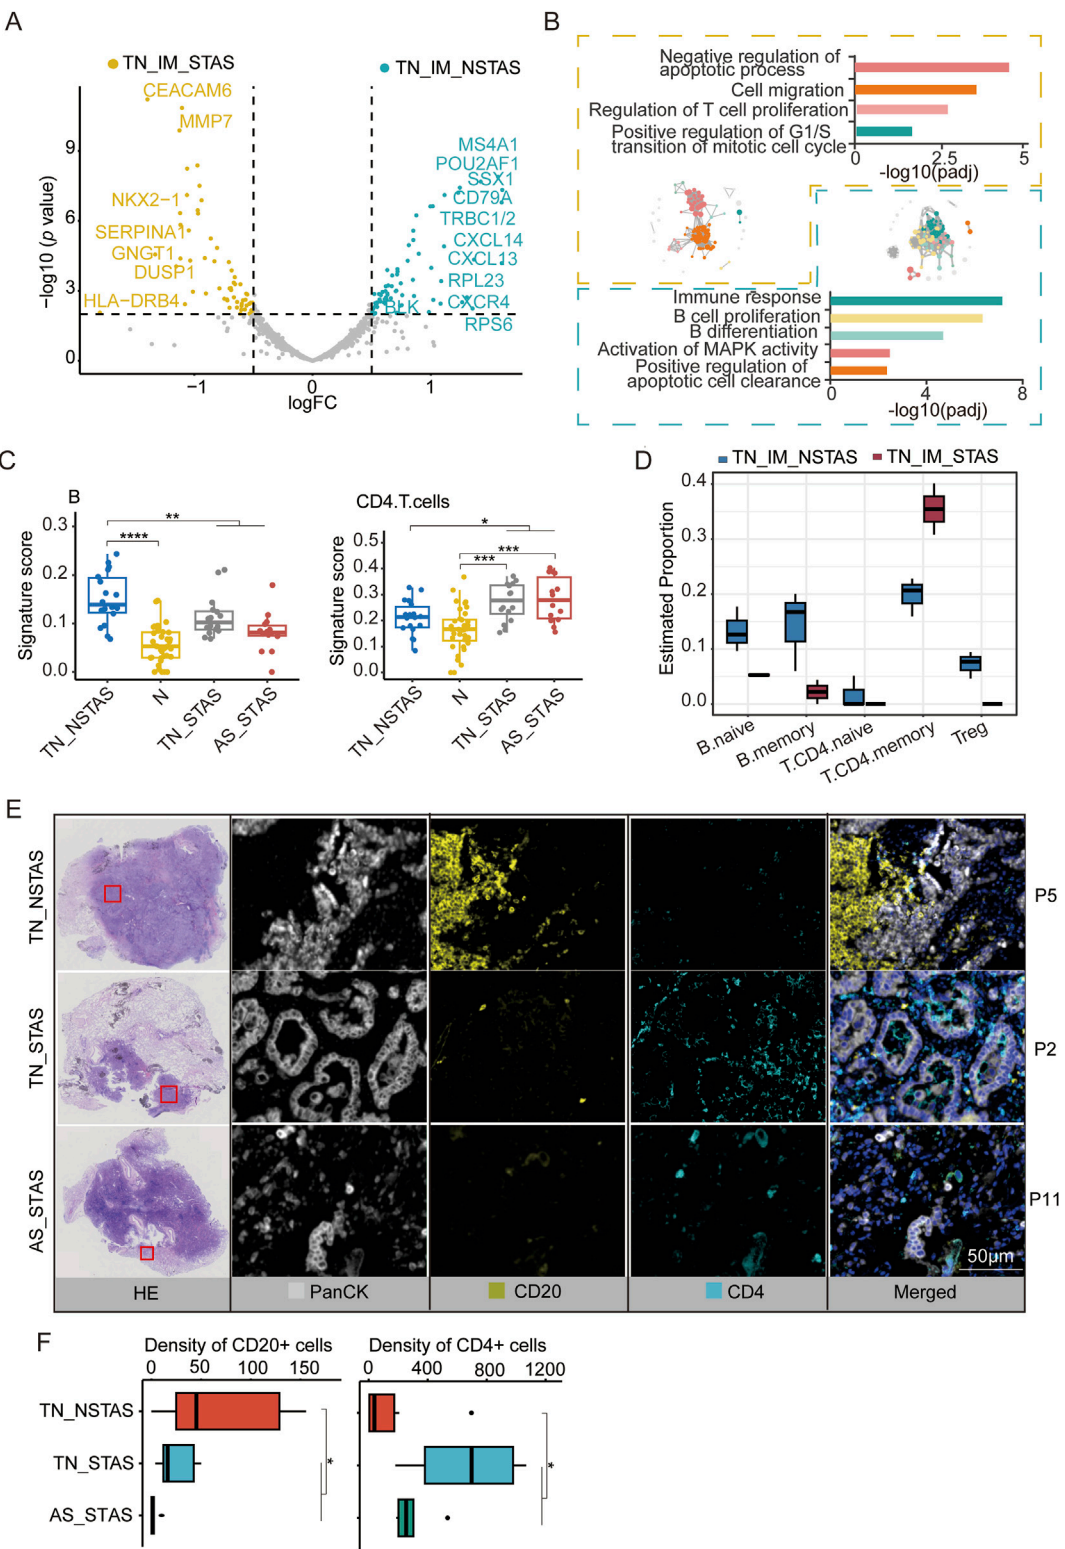 A
TN_IM_STAS
TN_IM_NSTAS
CEACAM6
MMP7
NKX2−1
SERPINA1
GNGT1
DUSP1
HLA−DRB4
MS4A1
POU2AF1
SSX1
CD79A
TRBC1/2
CXCL14
CXCL13
RPL23
CXCR4
BLK
RPS6
−log10 (p value)
9
6
3
0
−1
0
1
logFC
B
Negative regulation of
apoptotic process
Cell migration
Regulation of T cell proliferation
Positive regulation of G1/S
transition of mitotic cell cycle
0
2.5
5
-log10(padj)
Immune response
B cell proliferation
B differentiation
Activation of MAPK activity
Positive regulation of
apoptotic cell clearance
0
4
8
-log10(padj)
C
B
Signature score
0.3
0.2
0.1
0.0
**
****
TN_NSTAS
N
TN_STAS
AS_STAS
CD4.T.cells
Signature score
0.5
0.4
0.3
0.2
0.1
0.0
*
***
***
TN_NSTAS
N
TN_STAS
AS_STAS
D
TN_IM_NSTAS
TN_IM_STAS
Estimated Proportion
0.4
0.3
0.2
0.1
0.0
B.naive
B.memory
T.CD4.naive
T.CD4.memory
Treg
E
TN_NSTAS
P5
TN_STAS
P2
AS_STAS
P11
50μm
HE
PanCK
CD20
CD4
Merged
F
Density of CD20+ cells
0 50 100 150
Density of CD4+ cells
0 400 800 1200
TN_NSTAS
TN_STAS
AS_STAS
*
*